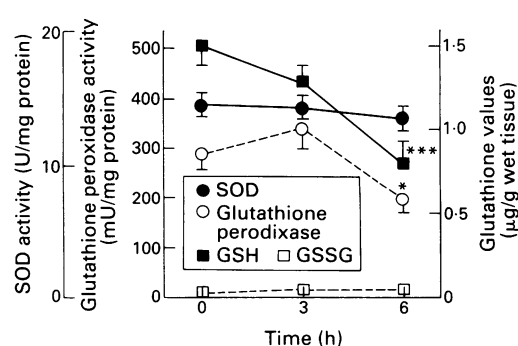 SOD activity (U/mg protein)
20
10
0
Glutathione peroxidase activity
(mU/mg protein)
500
400
300
200
100
0
● SOD
○ Glutathione
perodixase
■ GSH □ GSSG
***
*
1·5
1·0
0·5
0
Glutathione values
(μg/g wet tissue)
0 3 6
Time (h)